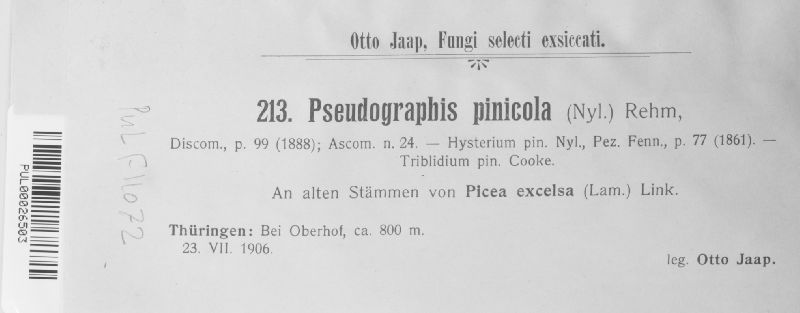 Otto Jaap, Fungi selecti exsiccati.
213. Pseudographis pinicola (Nyl.) Rehm,
Discom., p. 99 (1888); Ascom. n. 24. — Hysterium pin. Nyl., Pez. Fenn., p. 77 (1861). —
Triblidium pin. Cooke.
An alten Stämmen von Picea excelsa (Lam.) Link.
Thüringen: Bei Oberhof, ca. 800 m.
23. VII. 1906.
leg. Otto Jaap.
PUL F11072
PUL00026503